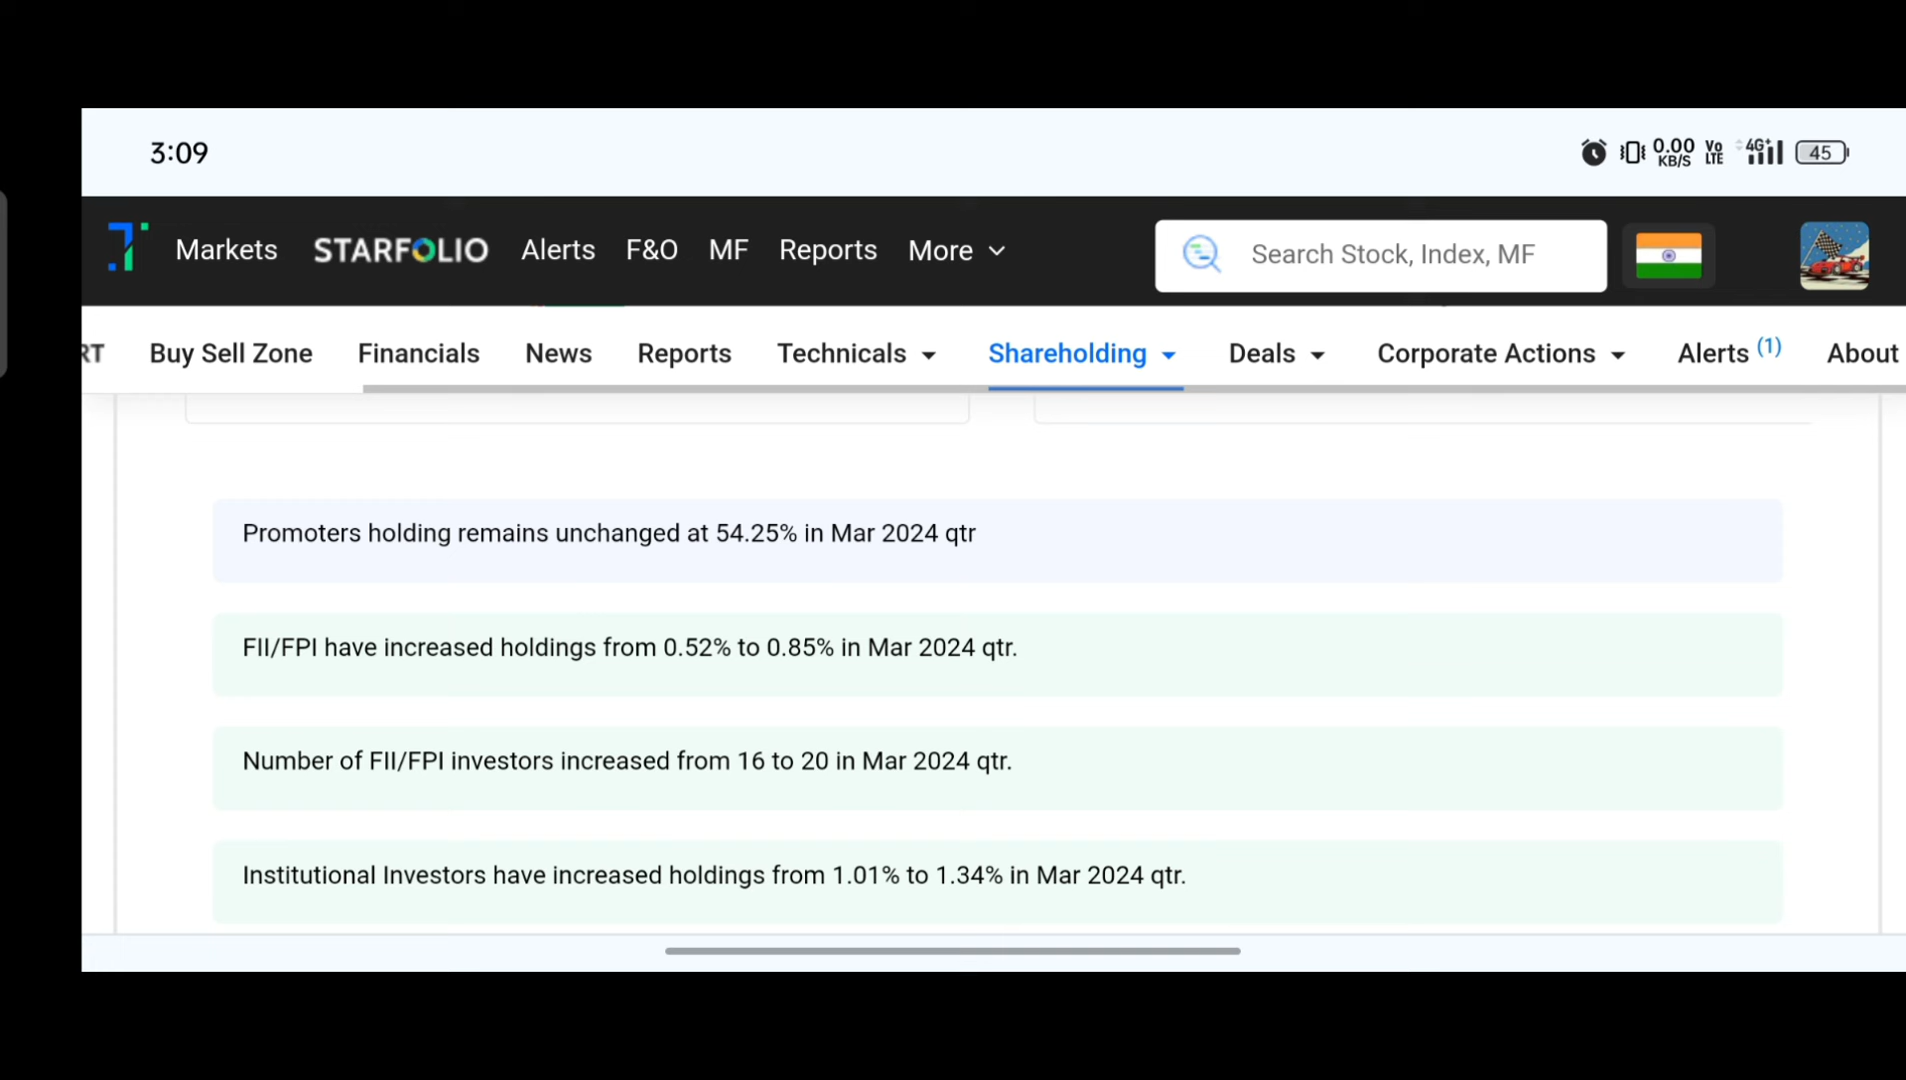 3:09
0.00 KB/S Vo LTE 4G+ 45
Markets STARFOLIO Alerts F&O MF Reports More Search Stock, Index, MF
RT Buy Sell Zone Financials News Reports Technicals Shareholding Deals Corporate Actions Alerts (1) About
Promoters holding remains unchanged at 54.25% in Mar 2024 qtr
FII/FPI have increased holdings from 0.52% to 0.85% in Mar 2024 qtr.
Number of FII/FPI investors increased from 16 to 20 in Mar 2024 qtr.
Institutional Investors have increased holdings from 1.01% to 1.34% in Mar 2024 qtr.